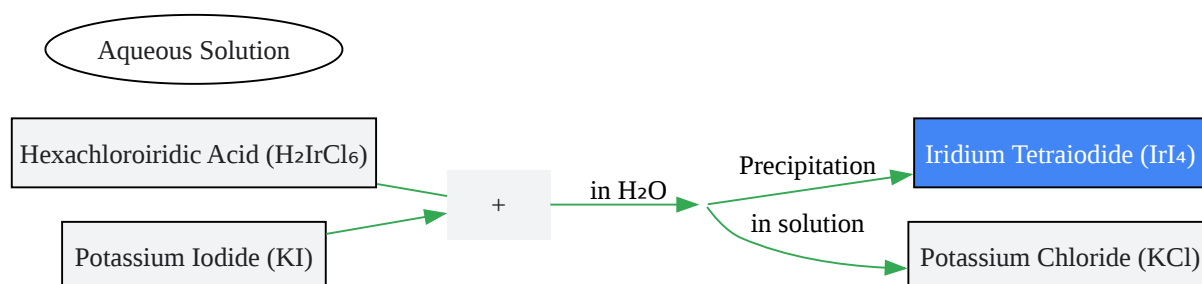 Aqueous Solution
Hexachloroiridic Acid (H₂IrCl₆)
Potassium Iodide (KI)
+
in H₂O
Precipitation
in solution
Iridium Tetraiodide (IrI₄)
Potassium Chloride (KCl)